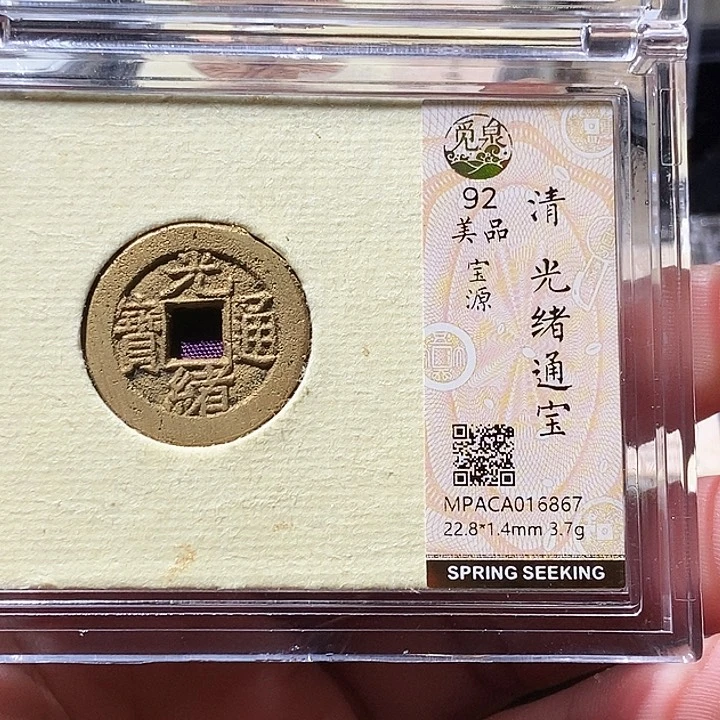 光緒通寶
觅泉
92
美品
宝源
清 光绪通宝
MPACA016867
22.8*1.4mm 3.7g
SPRING SEEKING